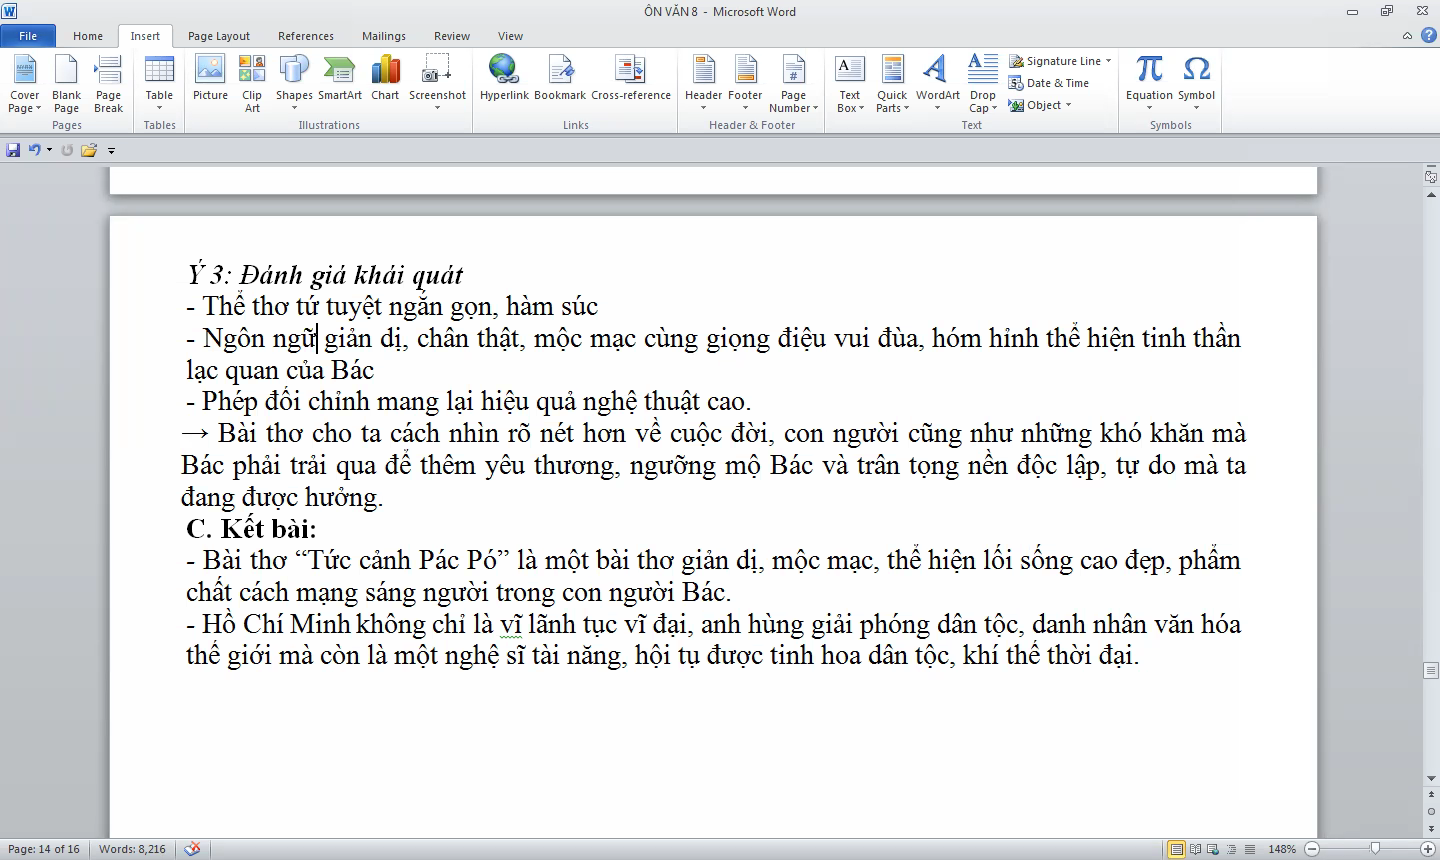 ÔN VĂN 8 - Microsoft Word
File Home Insert Page Layout References Mailings Review View
Cover Page Blank Page Page Break Table Picture Clip Art Shapes SmartArt Chart Screenshot Hyperlink Bookmark Cross-reference Header Footer Page Number Text Box Quick Parts WordArt Drop Cap Signature Line Date & Time Object Equation Symbol
Pages Tables Illustrations Links Header & Footer Text Symbols
Ý 3: Đánh giá khái quát
- Thể thơ tứ tuyệt ngắn gọn, hàm súc
- Ngôn ngữ giản dị, chân thật, mộc mạc cùng giọng điệu vui đùa, hóm hỉnh thể hiện tinh thần
lạc quan của Bác
- Phép đối chỉnh mang lại hiệu quả nghệ thuật cao.
→ Bài thơ cho ta cách nhìn rõ nét hơn về cuộc đời, con người cũng như những khó khăn mà
Bác phải trải qua để thêm yêu thương, ngưỡng mộ Bác và trân tọng nền độc lập, tự do mà ta
đang được hưởng.
C. Kết bài:
- Bài thơ “Tức cảnh Pác Pó” là một bài thơ giản dị, mộc mạc, thể hiện lối sống cao đẹp, phẩm
chất cách mạng sáng người trong con người Bác.
- Hồ Chí Minh không chỉ là vĩ lãnh tục vĩ đại, anh hùng giải phóng dân tộc, danh nhân văn hóa
thế giới mà còn là một nghệ sĩ tài năng, hội tụ được tinh hoa dân tộc, khí thế thời đại.
Page: 14 of 16 Words: 8,216 148%